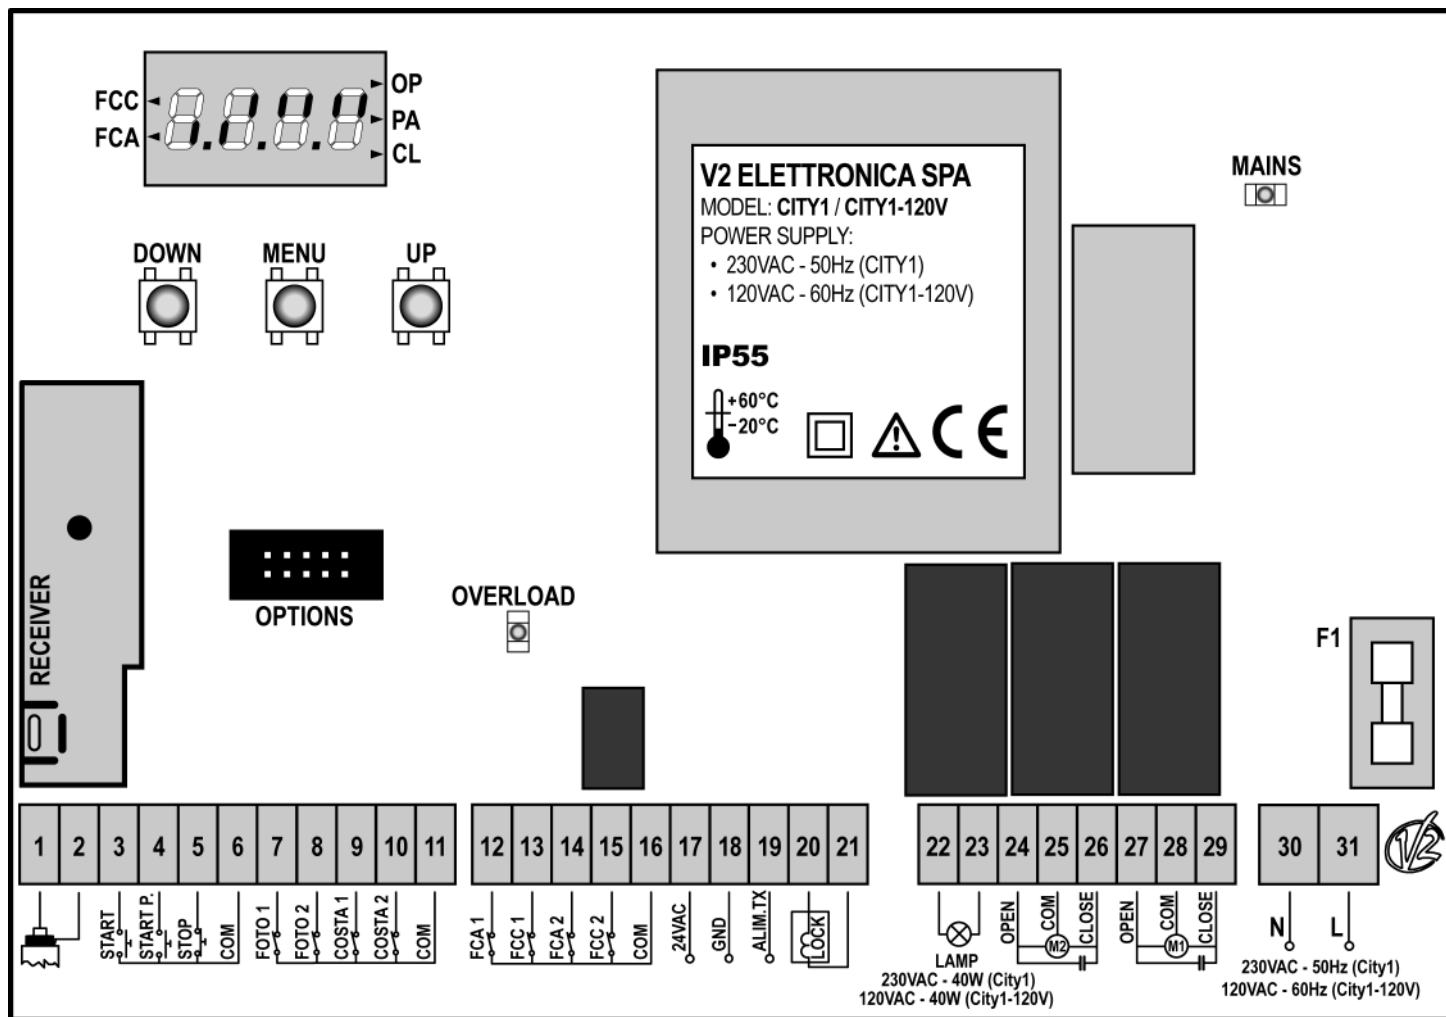 OP
FCC
PA
FCA
CL
DOWN
MENU
UP
V2 ELETTRONICA SPA
MODEL: CITY1 / CITY1-120V
POWER SUPPLY:
• 230VAC - 50Hz (CITY1)
• 120VAC - 60Hz (CITY1-120V)
IP55
+60°C
-20°C
CE
MAINS
RECEIVER
OPTIONS
OVERLOAD
F1
1 2 3 4 5 6 7 8 9 10 11
12 13 14 15 16 17 18 19 20 21
22 23 24 25 26 27 28 29
30 31
V2
START
START P.
STOP
COM
FOTO 1
FOTO 2
COSTA 1
COSTA 2
COM
FCA 1
FCC 1
FCA 2
FCC 2
COM
24VAC
GND
ALIM.TX
LOCK
LAMP
230VAC - 40W (City1)
120VAC - 40W (City1-120V)
OPEN
COM
CLOSE
M2
OPEN
COM
CLOSE
M1
N
L
230VAC - 50Hz (City1)
120VAC - 60Hz (City1-120V)